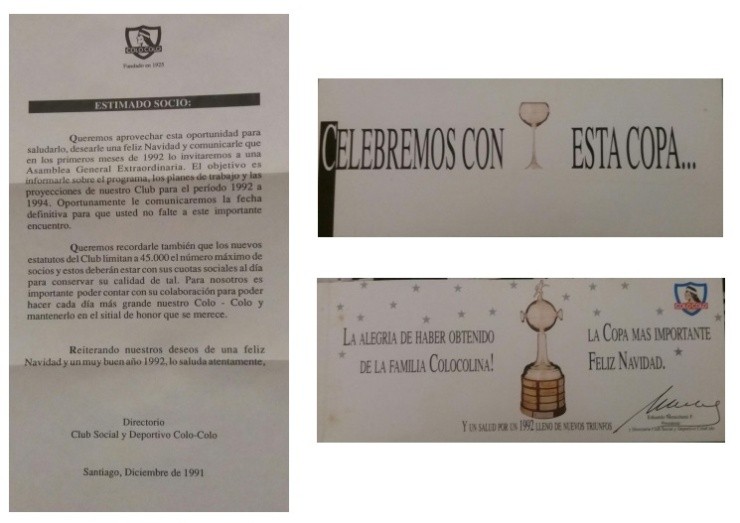 COLO COLO
Fundado en 1925
ESTIMADO SOCIO:
Queremos aprovechar esta oportunidad para
saludarlo, desearle una feliz Navidad y comunicarle que
en los primeros meses de 1992 lo invitaremos a una
Asamblea General Extraordinaria. El objetivo es
informarle sobre el programa, los planes de trabajo y las
proyecciones de nuestro Club para el período 1992 a
1994. Oportunamente le comunicaremos la fecha
definitiva para que usted no falte a este importante
encuentro.
Queremos recordarle también que los nuevos
estatutos del Club limitan a 45.000 el número máximo de
socios y estos deberán estar con sus cuotas sociales al día
para conservar su calidad de tal. Para nosotros es
importante poder contar con su colaboración para poder
hacer cada día más grande nuestro Colo - Colo y
mantenerlo en el sitial de honor que se merece.
Reiterando nuestros deseos de una feliz
Navidad y un muy buen año 1992, lo saluda atentamente,
Directorio
Club Social y Deportivo Colo-Colo
Santiago, Diciembre de 1991
CELEBREMOS CON ESTA COPA...
LA ALEGRIA DE HABER OBTENIDO
DE LA FAMILIA COLOCOLINA!
LA COPA MAS IMPORTANTE
FELIZ NAVIDAD.
Y UN SALUD POR UN 1992 LLENO DE NUEVOS TRIUNFOS
Presidente